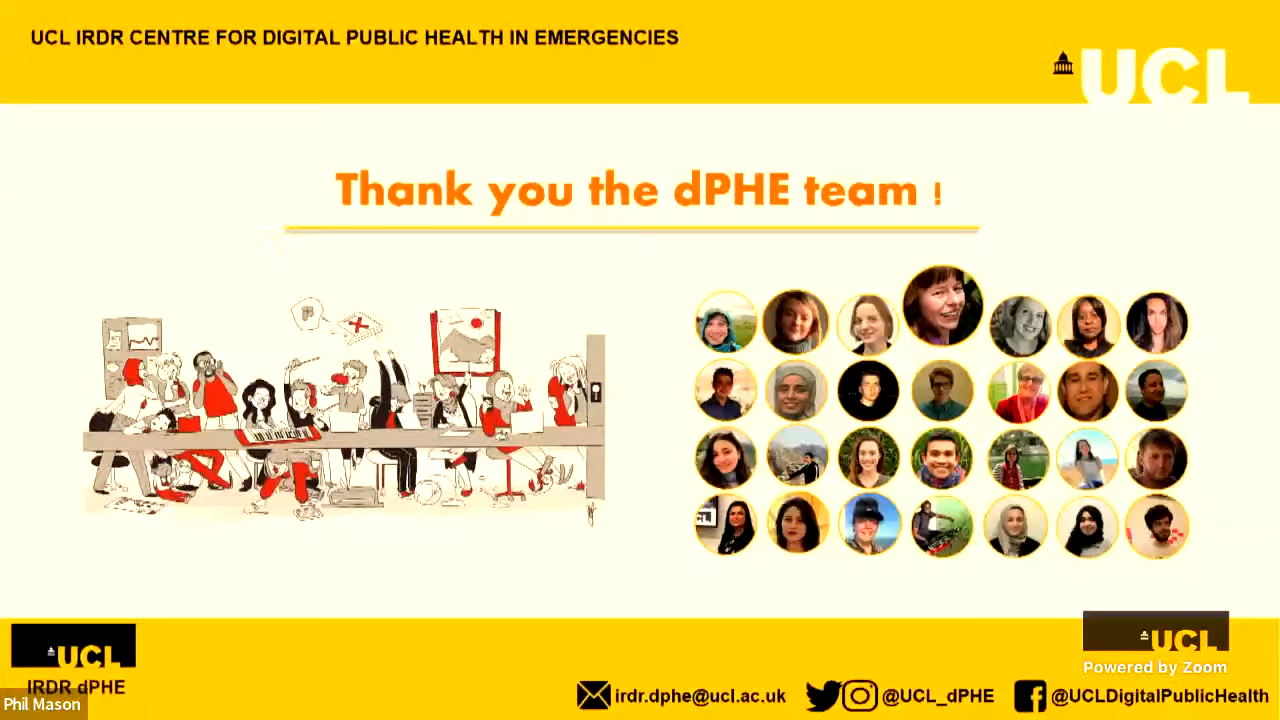 UCL IRDR CENTRE FOR DIGITAL PUBLIC HEALTH IN EMERGENCIES
UCL
Thank you the dPHE team !
UCL
UCL
UCL
Powered by Zoom
IRDR dPHE
Phil Mason
irdr.dphe@ucl.ac.uk
@UCL_dPHE
@UCLDigitalPublicHealth